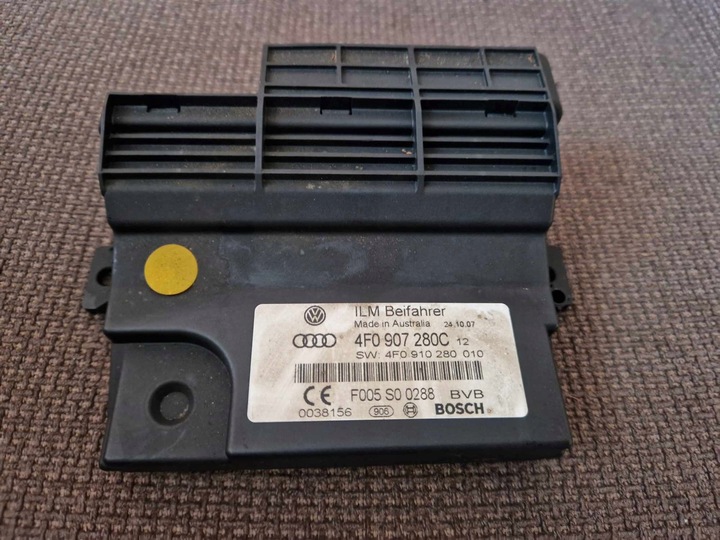 ILM Beifahrer
Made in Australia 24.10.07
4F0 907 280C 12
SW: 4F0 910 280 010
CE F005 S0 0288 BVB
0038156 906 BOSCH